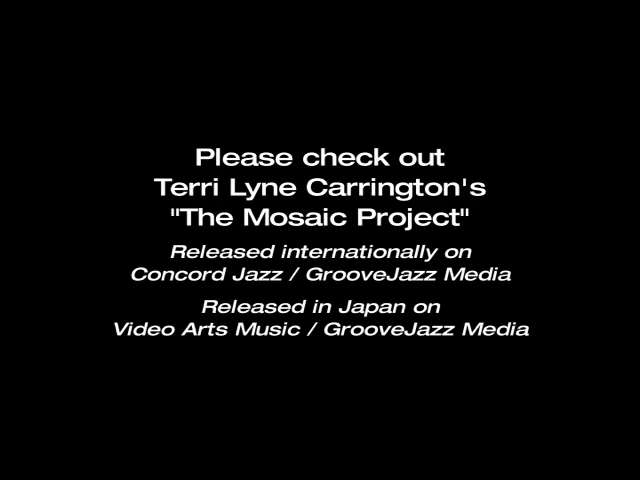 Please check out
Terri Lyne Carrington's
"The Mosaic Project"
Released internationally on
Concord Jazz / GrooveJazz Media
Released in Japan on
Video Arts Music / GrooveJazz Media